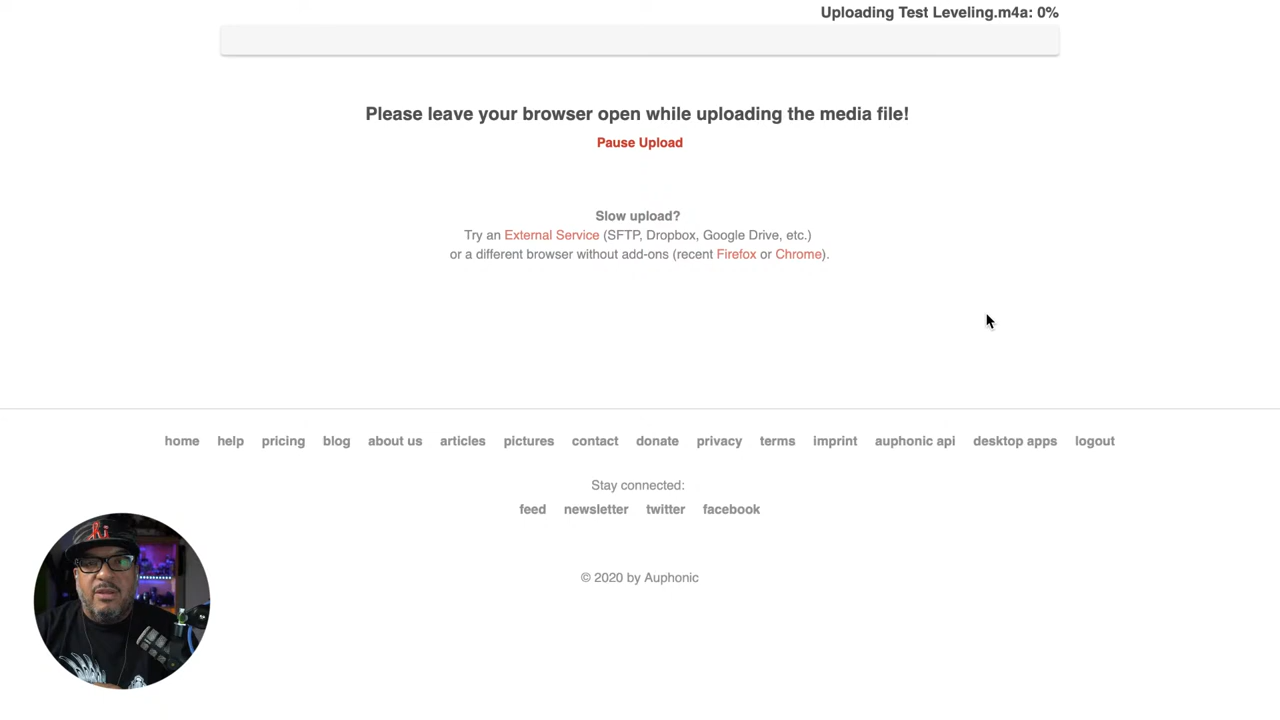 Uploading Test Leveling.m4a: 0%
Please leave your browser open while uploading the media file!
Pause Upload
Slow upload?
Try an External Service (SFTP, Dropbox, Google Drive, etc.)
or a different browser without add-ons (recent Firefox or Chrome).
home help pricing blog about us articles pictures contact donate privacy terms imprint auphonic api desktop apps logout
Stay connected:
feed newsletter twitter facebook
© 2020 by Auphonic
Ri